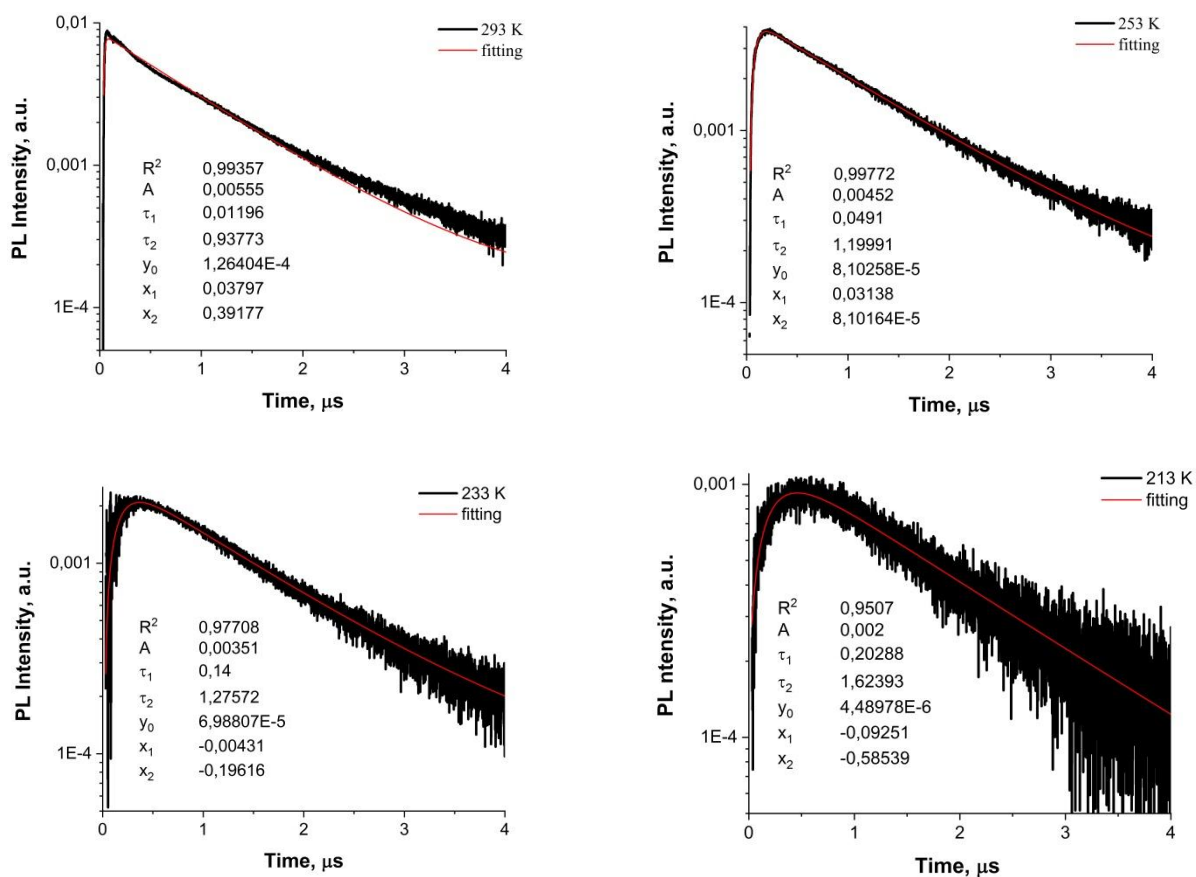 0,01
293 K
fitting
PL Intensity, a.u.
0,001
1E-4
R² 0,99357
A 0,00555
τ₁ 0,01196
τ₂ 0,93773
y₀ 1,26404E-4
x₁ 0,03797
x₂ 0,39177
0 1 2 3 4
Time, μs
253 K
fitting
PL Intensity, a.u.
0,001
1E-4
R² 0,99772
A 0,00452
τ₁ 0,0491
τ₂ 1,19991
y₀ 8,10258E-5
x₁ 0,03138
x₂ 8,10164E-5
0 1 2 3 4
Time, μs
233 K
fitting
PL Intensity, a.u.
0,001
1E-4
R² 0,97708
A 0,00351
τ₁ 0,14
τ₂ 1,27572
y₀ 6,98807E-5
x₁ -0,00431
x₂ -0,19616
0 1 2 3 4
Time, μs
213 K
fitting
PL ntensity, a.u.
0,001
1E-4
R² 0,9507
A 0,002
τ₁ 0,20288
τ₂ 1,62393
y₀ 4,48978E-6
x₁ -0,09251
x₂ -0,58539
0 1 2 3 4
Time, μs